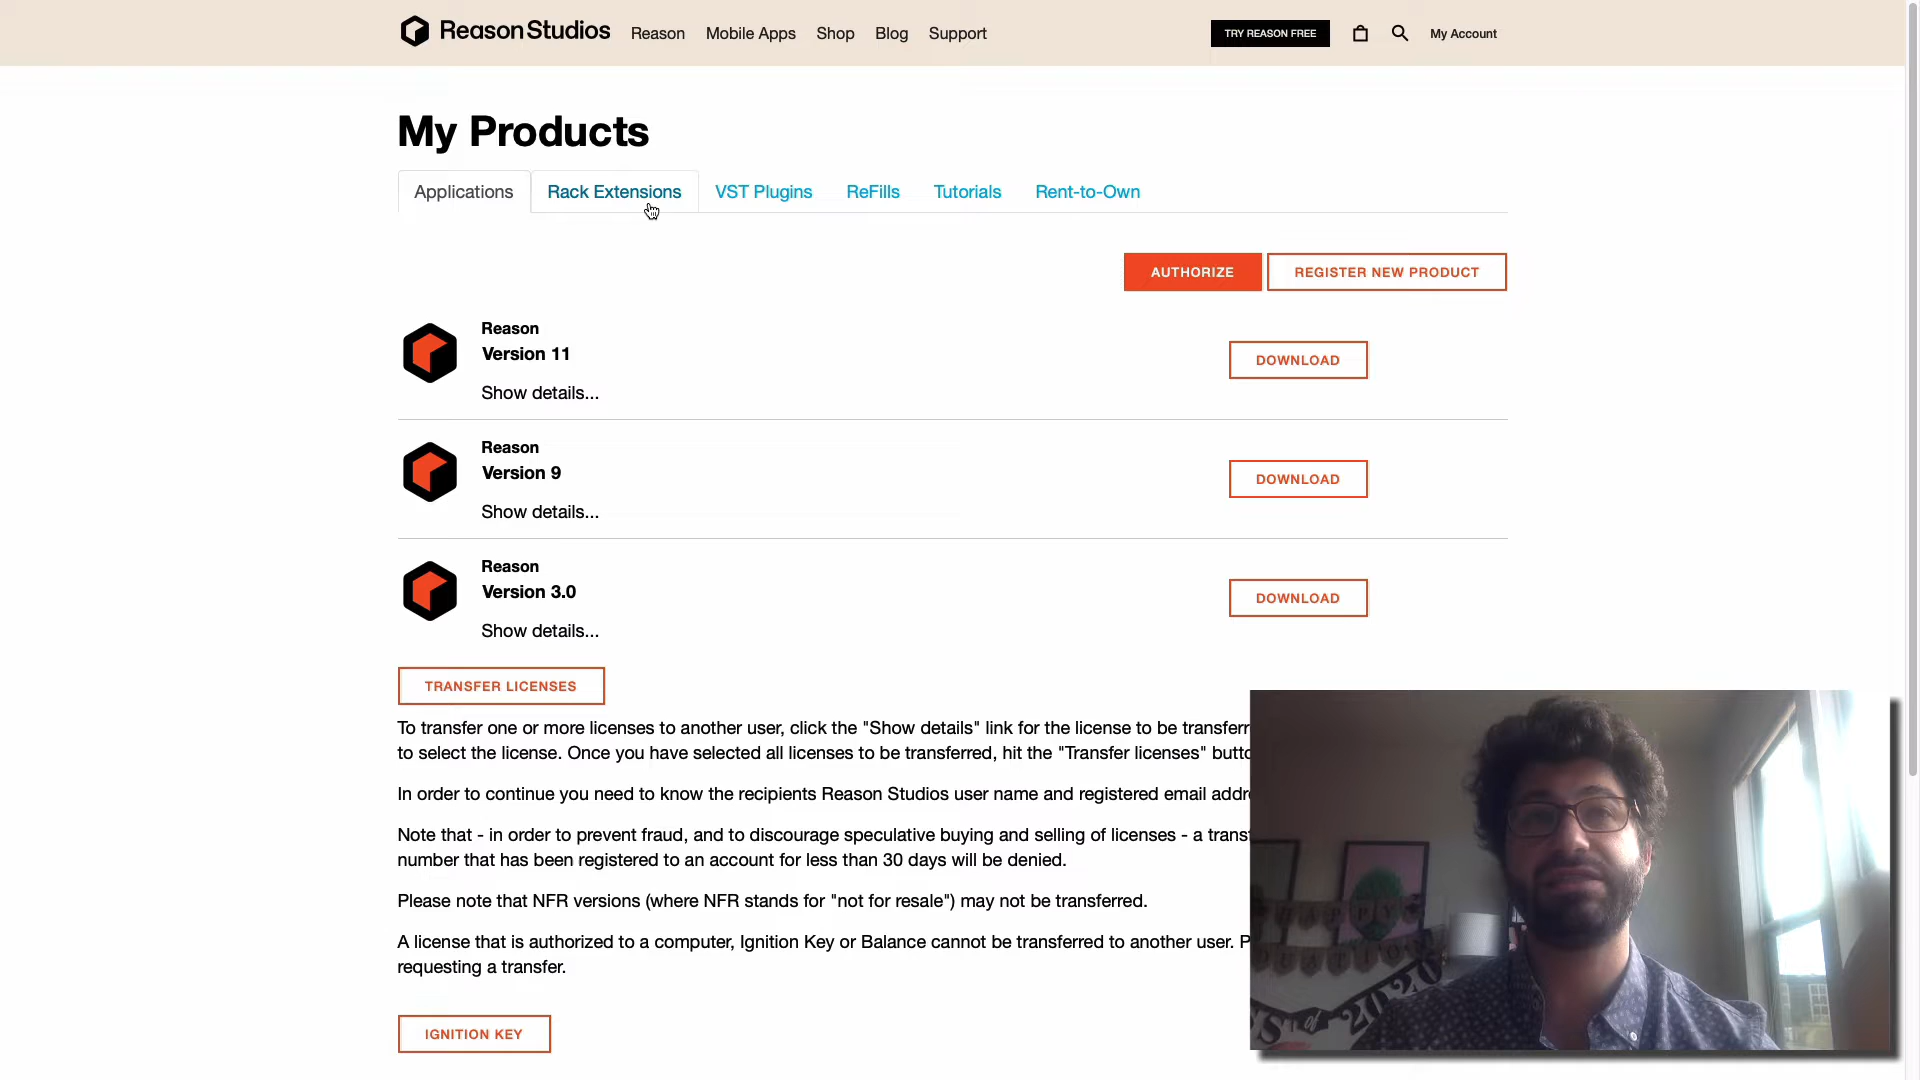 Reason Studios Reason Mobile Apps Shop Blog Support TRY REASON FREE My Account
My Products
Applications Rack Extensions VST Plugins ReFills Tutorials Rent-to-Own
AUTHORIZE REGISTER NEW PRODUCT
Reason
Version 11
Show details...
DOWNLOAD
Reason
Version 9
Show details...
DOWNLOAD
Reason
Version 3.0
Show details...
DOWNLOAD
TRANSFER LICENSES
To transfer one or more licenses to another user, click the "Show details" link for the license to be transferr
to select the license. Once you have selected all licenses to be transferred, hit the "Transfer licenses" butto
In order to continue you need to know the recipients Reason Studios user name and registered email addre
Note that - in order to prevent fraud, and to discourage speculative buying and selling of licenses - a transf
number that has been registered to an account for less than 30 days will be denied.
Please note that NFR versions (where NFR stands for "not for resale") may not be transferred.
A license that is authorized to a computer, Ignition Key or Balance cannot be transferred to another user. P
requesting a transfer.
IGNITION KEY
2020